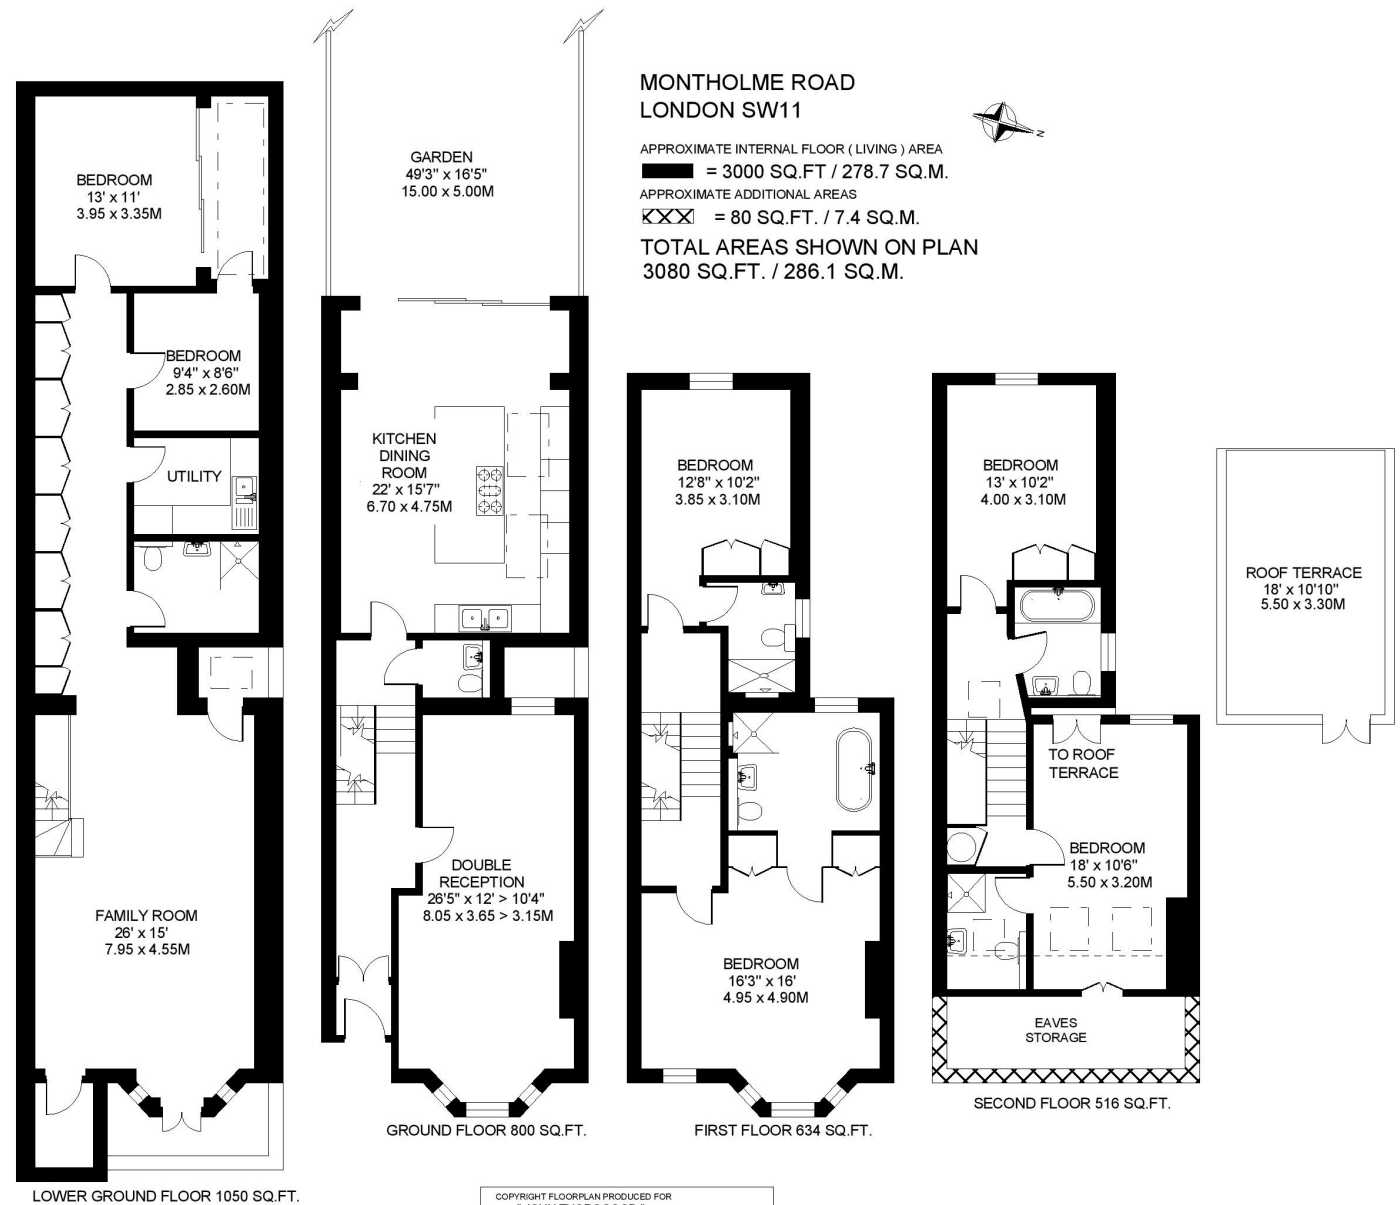 MONTHOLME ROAD
LONDON SW11
APPROXIMATE INTERNAL FLOOR ( LIVING ) AREA
= 3000 SQ.FT / 278.7 SQ.M.
APPROXIMATE ADDITIONAL AREAS
= 80 SQ.FT. / 7.4 SQ.M.
TOTAL AREAS SHOWN ON PLAN
3080 SQ.FT. / 286.1 SQ.M.
N
BEDROOM
13' x 11'
3.95 x 3.35M
BEDROOM
9'4" x 8'6"
2.85 x 2.60M
UTILITY
FAMILY ROOM
26' x 15'
7.95 x 4.55M
LOWER GROUND FLOOR 1050 SQ.FT.
GARDEN
49'3" x 16'5"
15.00 x 5.00M
KITCHEN
DINING
ROOM
22' x 15'7"
6.70 x 4.75M
DOUBLE
RECEPTION
26'5" x 12' > 10'4"
8.05 x 3.65 > 3.15M
GROUND FLOOR 800 SQ.FT.
BEDROOM
12'8" x 10'2"
3.85 x 3.10M
BEDROOM
16'3" x 16'
4.95 x 4.90M
FIRST FLOOR 634 SQ.FT.
BEDROOM
13' x 10'2"
4.00 x 3.10M
TO ROOF
TERRACE
BEDROOM
18' x 10'6"
5.50 x 3.20M
EAVES
STORAGE
SECOND FLOOR 516 SQ.FT.
ROOF TERRACE
18' x 10'10"
5.50 x 3.30M
COPYRIGHT FLOORPLAN PRODUCED FOR